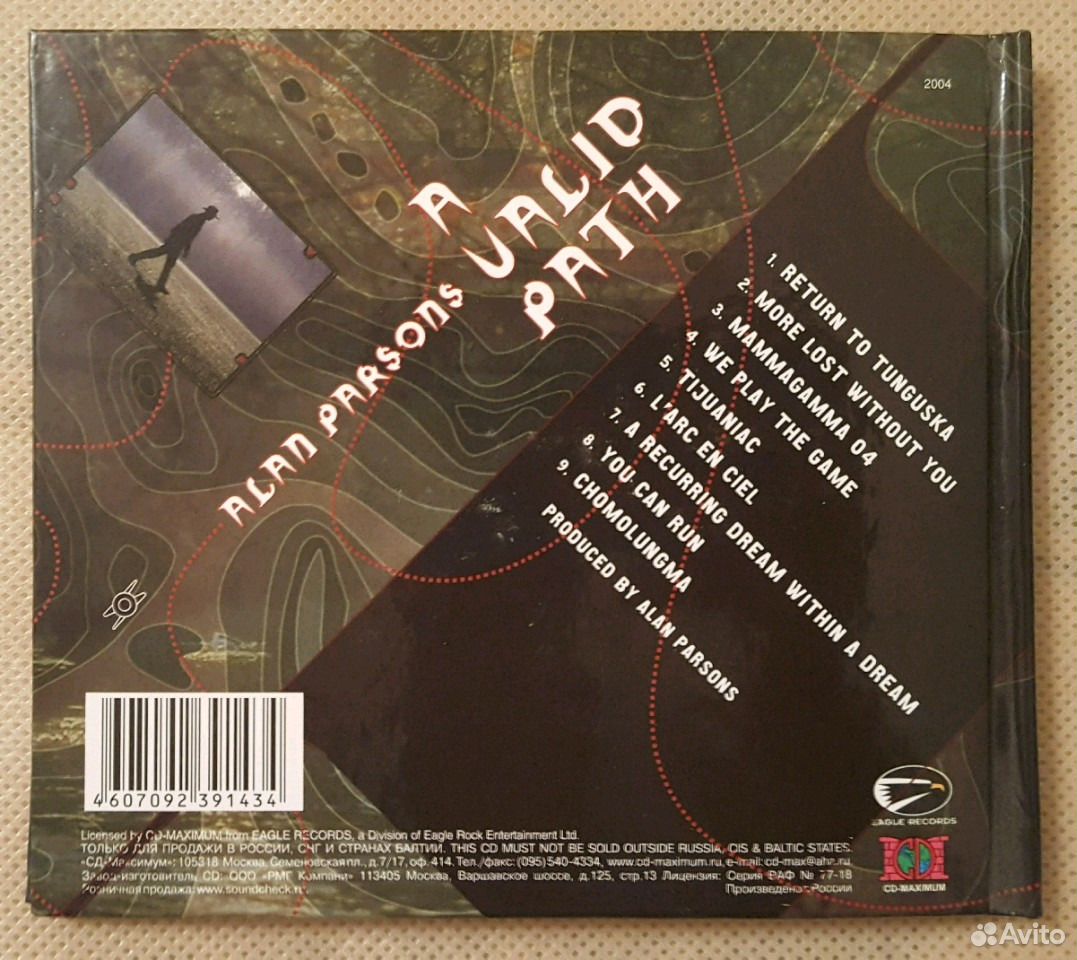 2004
A
VALID
PATH
ALAN PARSONS
1. RETURN TO TUNGUSKA
2. MORE LOST WITHOUT YOU
3. MAMMAGAMMA 04
4. WE PLAY THE GAME
5. TIJUANIAC
6. L'ARC EN CIEL
7. A RECURRING DREAM WITHIN A DREAM
8. YOU CAN RUN
9. CHOMOLUNGMA
PRODUCED BY ALAN PARSONS
4 607092 391434
EAGLE RECORDS
CD-MAXIMUM
Licensed by CD-MAXIMUM from EAGLE RECORDS, a Division of Eagle Rock Entertainment Ltd.
ТОЛЬКО ДЛЯ ПРОДАЖИ В РОССИИ, СНГ И СТРАНАХ БАЛТИИ. THIS CD MUST NOT BE SOLD OUTSIDE RUSSIA, CIS & BALTIC STATES.
«СД-Максимум»: 105318 Москва, Семеновская пл., д.7/17, оф. 414. Тел./факс: (095) 540-4334, www.cd-maximum.ru, e-mail: cd-max@aha.ru
Завод-изготовитель CD: ООО «РМГ Компани» 113405 Москва, Варшавское шоссе, д.125, стр.13 Лицензия: Серия ВАФ № 77-18
Розничная продажа: www.soundcheck.ru Произведено в России
Avito